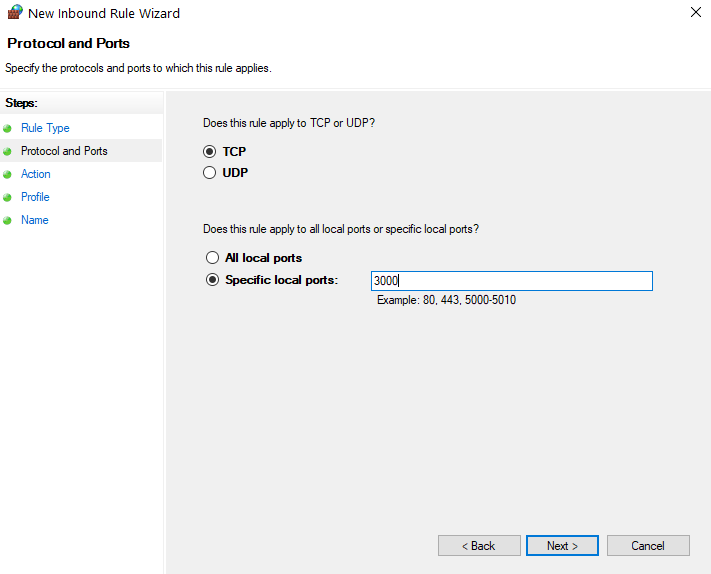 New Inbound Rule Wizard
Protocol and Ports
Specify the protocols and ports to which this rule applies.
Steps:
Rule Type
Protocol and Ports
Action
Profile
Name
Does this rule apply to TCP or UDP?
TCP
UDP
Does this rule apply to all local ports or specific local ports?
All local ports
Specific local ports: 3000
Example: 80, 443, 5000-5010
< Back Next > Cancel